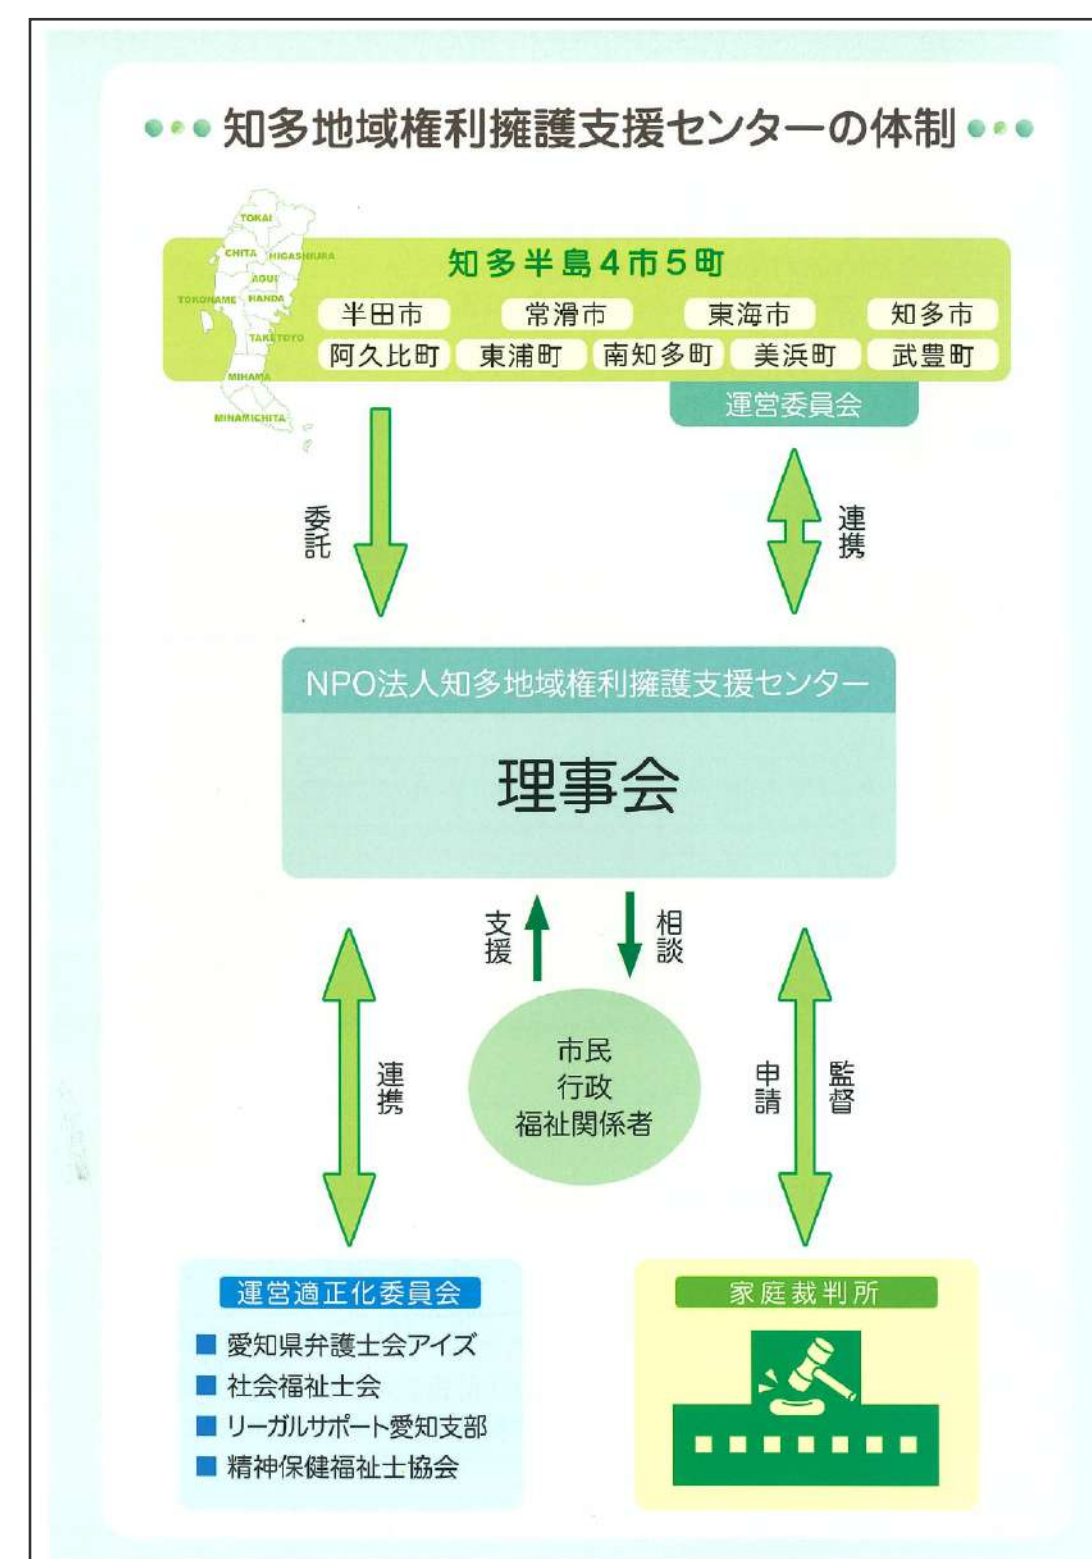 知多地域権利擁護支援センターの体制
TOKAI
CHITA HIGASHIURA
AGUI
TOKONAME HANDA
TAKETOYO
MIHAMA
MINAMICHITA
知多半島4市5町
半田市 常滑市 東海市 知多市
阿久比町 東浦町 南知多町 美浜町 武豊町
運営委員会
委託
連携
NPO法人知多地域権利擁護支援センター
理事会
支援
相談
市民
行政
福祉関係者
連携
申請
監督
運営適正化委員会
愛知県弁護士会アイズ
社会福祉士会
リーガルサポート愛知支部
精神保健福祉士協会
家庭裁判所